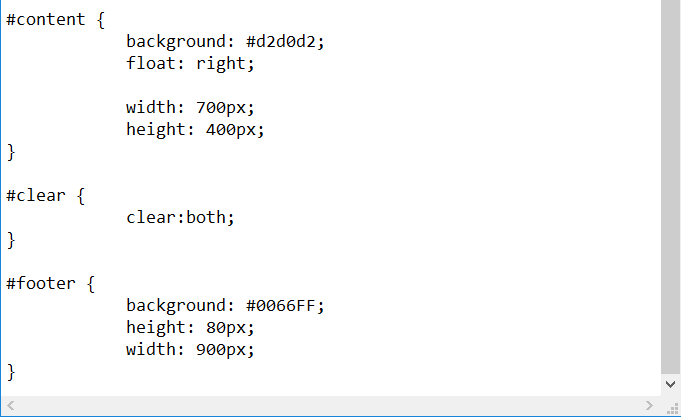 #content {
background: #d2d0d2;
float: right;
width: 700px;
height: 400px;
}
#clear {
clear:both;
}
#footer {
background: #0066FF;
height: 80px;
width: 900px;
}